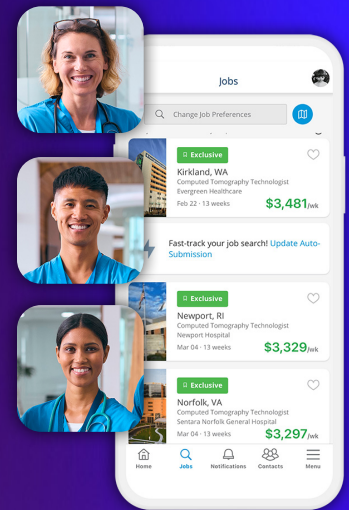 Jobs
Change Job Preferences
Exclusive
Kirkland, WA
Computed Tomography Technologist
Evergreen Healthcare
Feb 22 · 13 weeks
$3,481/wk
Fast-track your job search! Update Auto-
Submission
Exclusive
Newport, RI
Computed Tomography Technologist
Newport Hospital
Mar 04 · 13 weeks
$3,329/wk
Exclusive
Norfolk, VA
Computed Tomography Technologist
Sentara Norfolk General Hospital
Mar 04 · 13 weeks
$3,297/wk
Home Jobs Notifications Contacts Menu